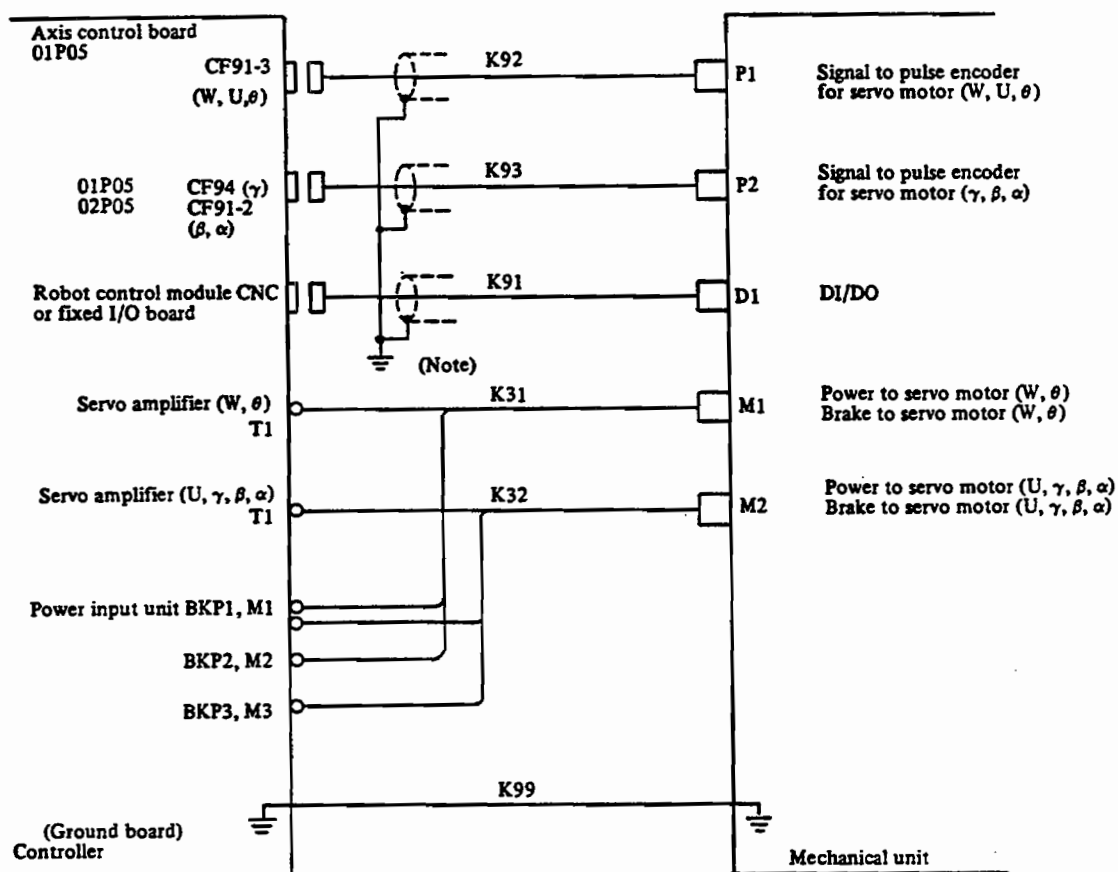 Axis control board
01P05
CF91-3
(W, U,θ)
K92
P1
Signal to pulse encoder
for servo motor (W, U, θ)
01P05 CF94 (γ)
02P05 CF91-2
(β, α)
K93
P2
Signal to pulse encoder
for servo motor (γ, β, α)
Robot control module CNC
or fixed I/O board
K91
D1
DI/DO
(Note)
Servo amplifier (W, θ)
T1
K31
M1
Power to servo motor (W, θ)
Brake to servo motor (W, θ)
Servo amplifier (U, γ, β, α)
T1
K32
M2
Power to servo motor (U, γ, β, α)
Brake to servo motor (U, γ, β, α)
Power input unit BKP1, M1
BKP2, M2
BKP3, M3
K99
(Ground board)
Controller
Mechanical unit